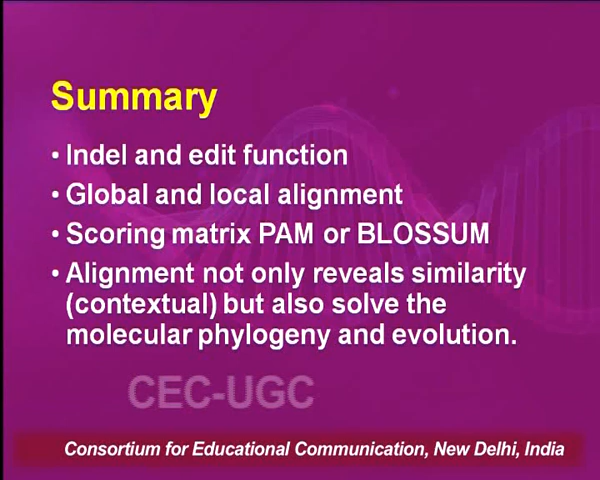 Summary
• Indel and edit function
• Global and local alignment
• Scoring matrix PAM or BLOSSUM
• Alignment not only reveals similarity
(contextual) but also solve the
molecular phylogeny and evolution.
CEC-UGC
Consortium for Educational Communication, New Delhi, India